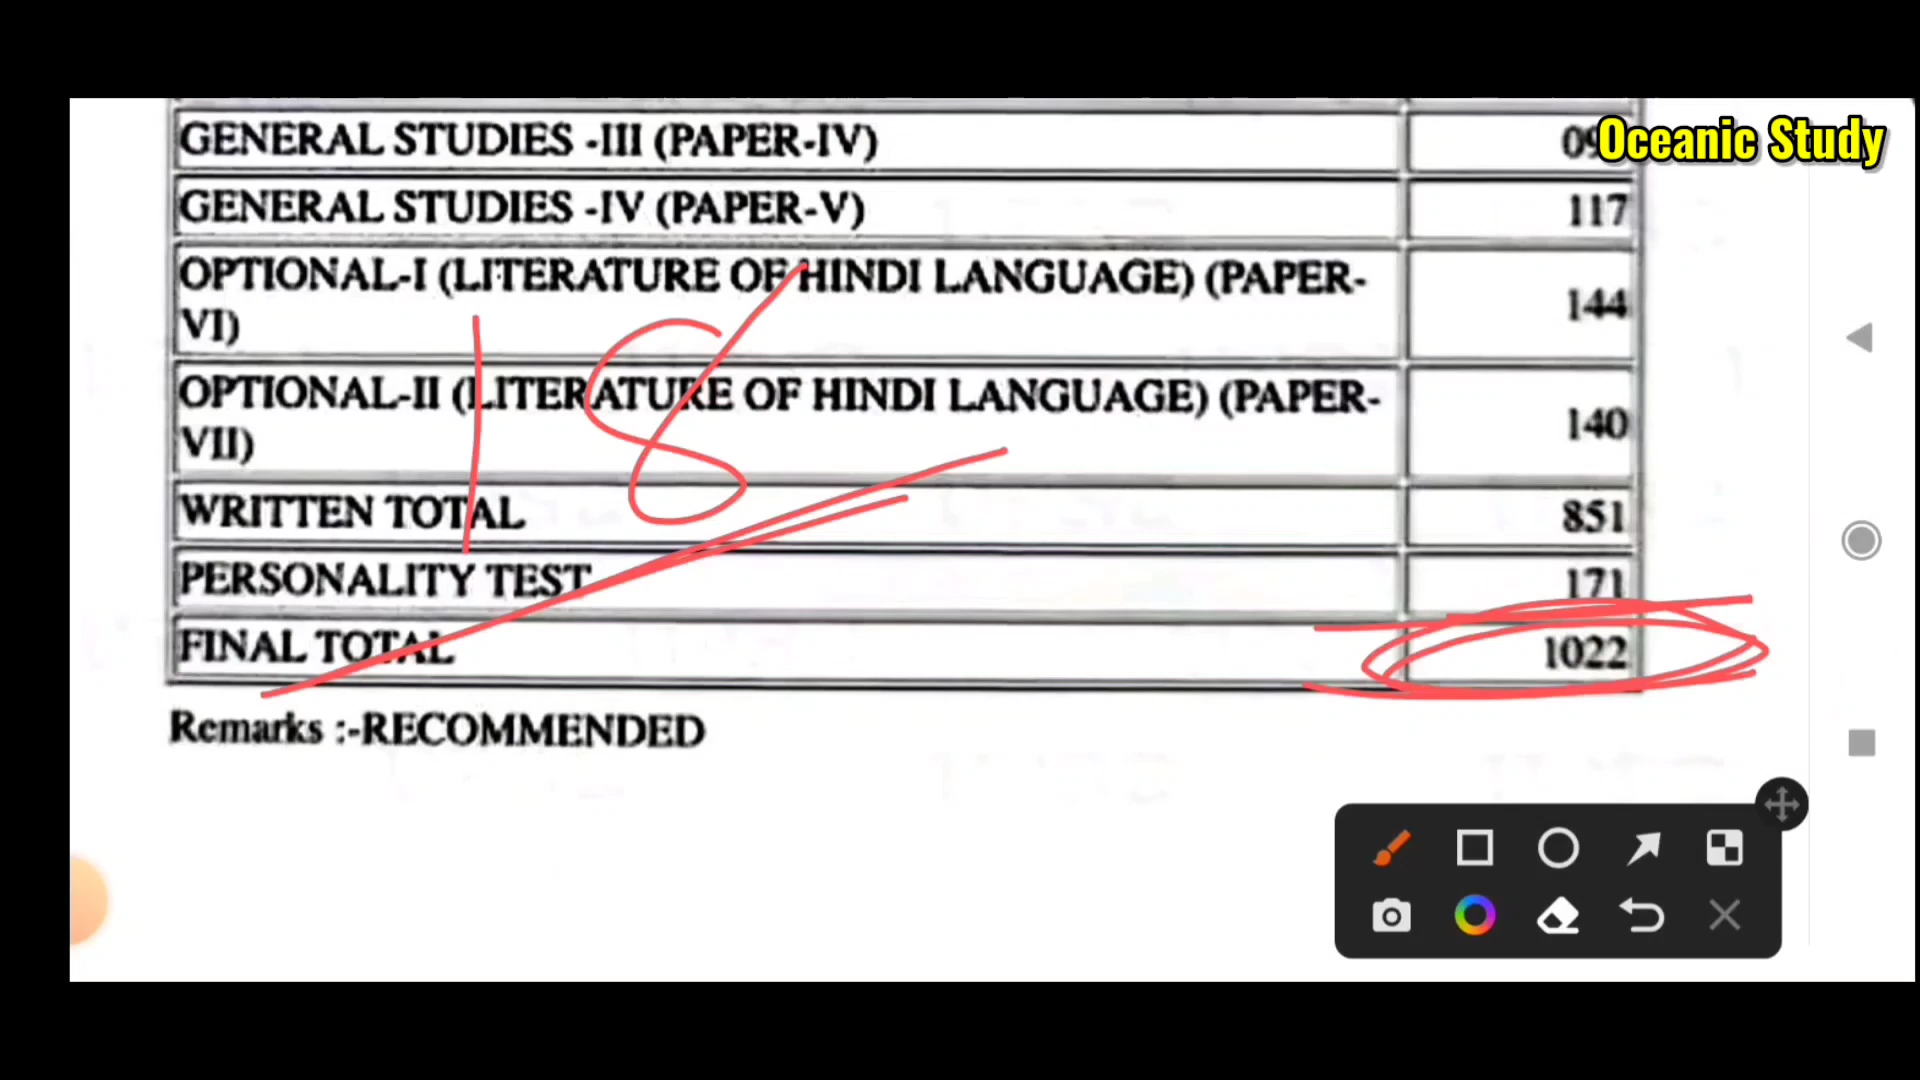 GENERAL STUDIES -III (PAPER-IV)
Oceanic Study
GENERAL STUDIES -IV (PAPER-V) 117
OPTIONAL-I (LITERATURE OF HINDI LANGUAGE) (PAPER-
VI) 144
OPTIONAL-II (LITERATURE OF HINDI LANGUAGE) (PAPER-
VII) 140
18
WRITTEN TOTAL 851
PERSONALITY TEST 171
FINAL TOTAL 1022
Remarks :-RECOMMENDED